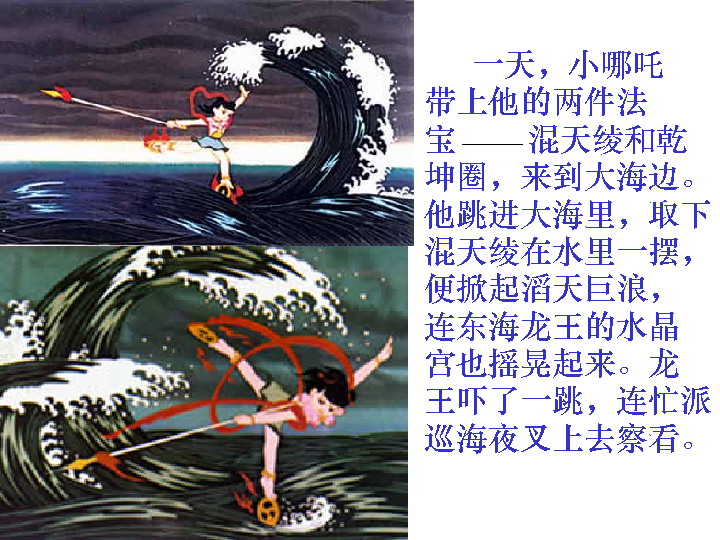 一天，小哪吒
带上他的两件法
宝——混天绫和乾
坤圈，来到大海边。
他跳进大海里，取下
混天绫在水里一摆，
便掀起滔天巨浪，
连东海龙王的水晶
宫也摇晃起来。龙
王吓了一跳，连忙派
巡海夜叉上去察看。